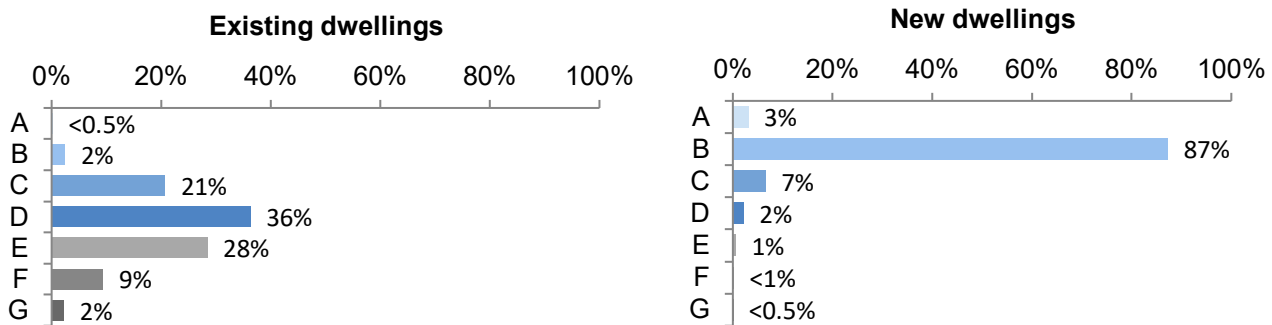 Existing dwellings
0% 20% 40% 60% 80% 100%
A <0.5%
B 2%
C 21%
D 36%
E 28%
F 9%
G 2%
New dwellings
0% 20% 40% 60% 80% 100%
A 3%
B 87%
C 7%
D 2%
E 1%
F <1%
G <0.5%